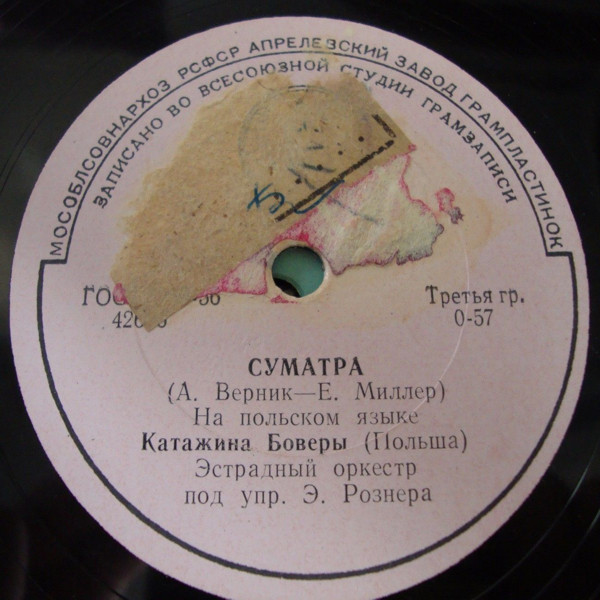 МОСОБЛСОВНАРХОЗ РСФСР АПРЕЛЕВСКИЙ ЗАВОД ГРАМПЛАСТИНОК
ЗАПИСАНО ВО ВСЕСОЮЗНОЙ СТУДИИ ГРАМЗАПИСИ
Третья гр.
0-57
СУМАТРА
(А. Верник—Е. Миллер)
На польском языке
Катажина Боверы (Польша)
Эстрадный оркестр
под упр. Э. Рознера